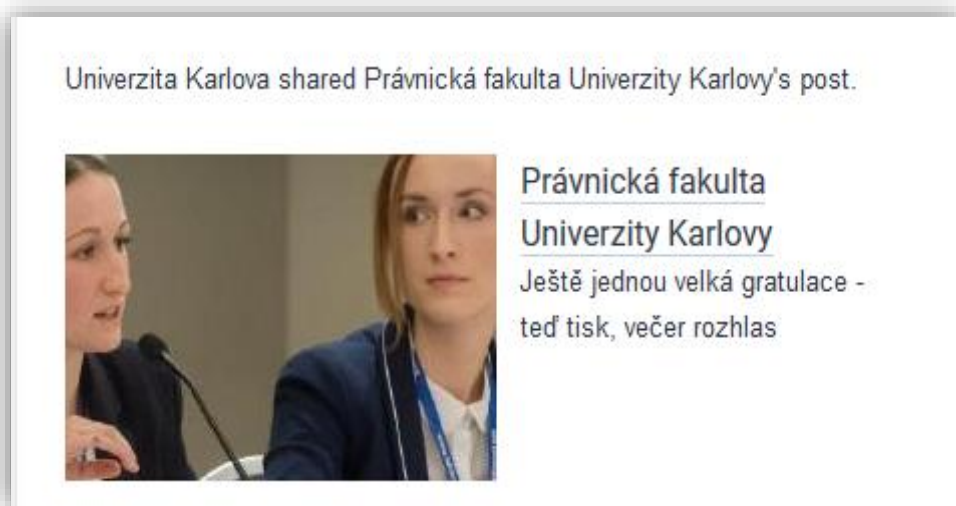 Univerzita Karlova shared Právnická fakulta Univerzity Karlovy's post.
Právnická fakulta
Univerzity Karlovy
Ještě jednou velká gratulace -
teď tisk, večer rozhlas